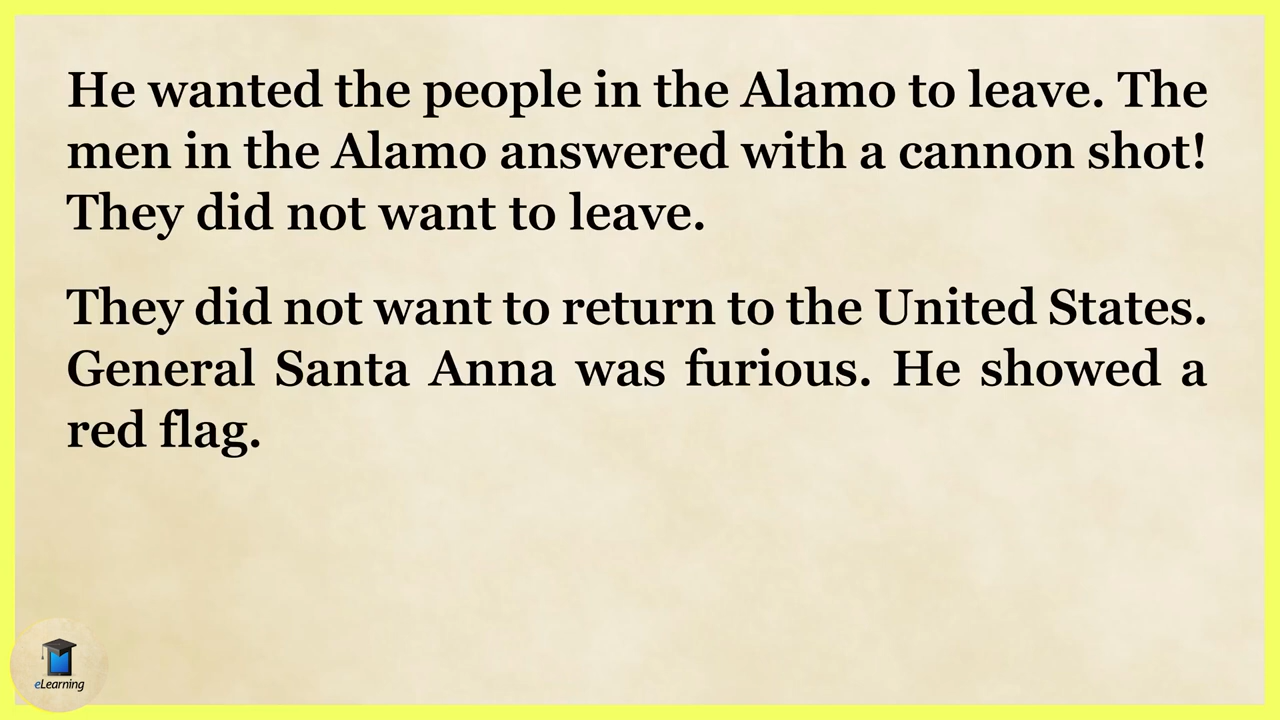 He wanted the people in the Alamo to leave. The
men in the Alamo answered with a cannon shot!
They did not want to leave.
They did not want to return to the United States.
General Santa Anna was furious. He showed a
red flag.
eLearning